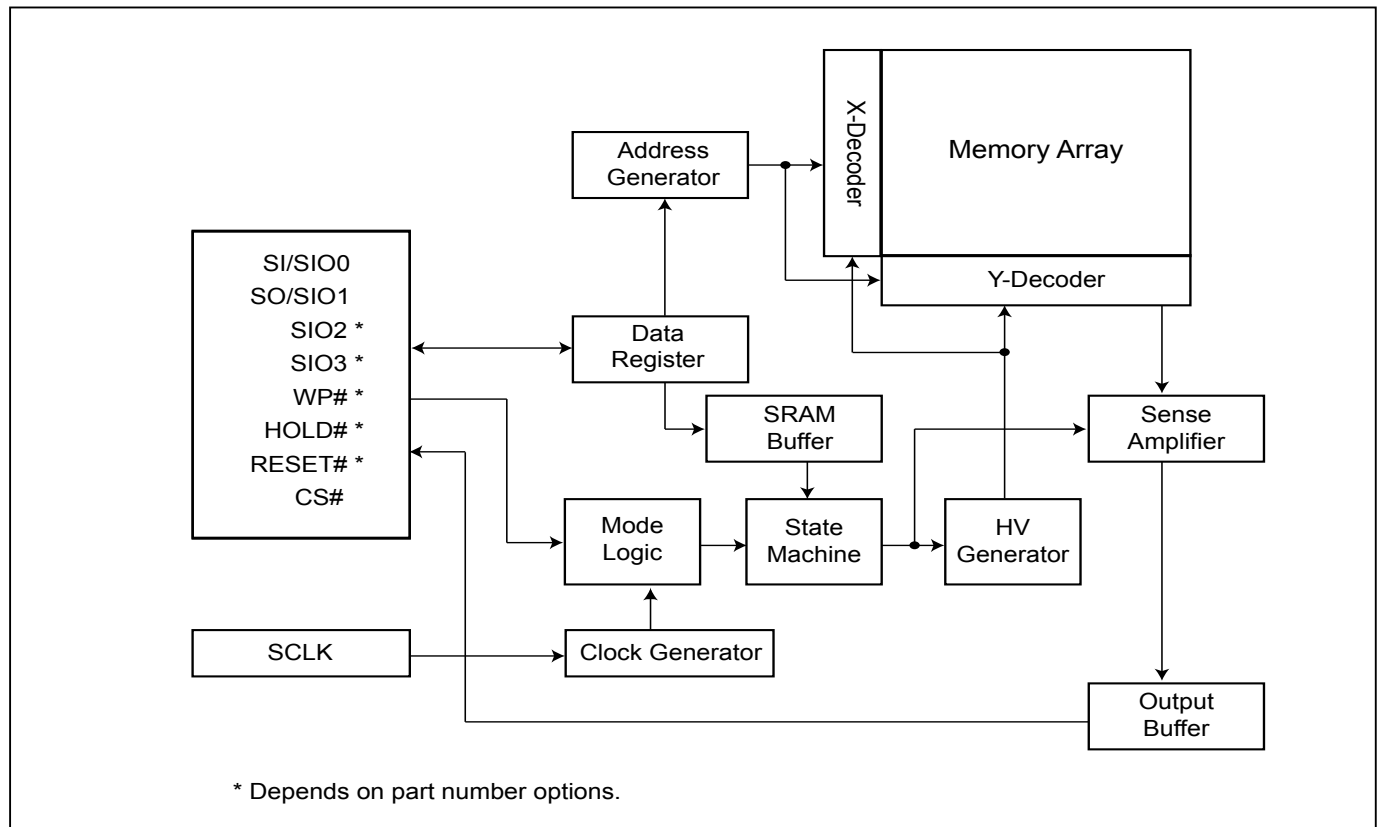 X-Decoder
Memory Array
Address
Generator
SI/SIO0
SO/SIO1
SIO2 *
SIO3 *
WP# *
HOLD# *
RESET# *
CS#
Y-Decoder
Data
Register
SRAM
Buffer
Sense
Amplifier
Mode
Logic
State
Machine
HV
Generator
SCLK
Clock Generator
Output
Buffer
* Depends on part number options.